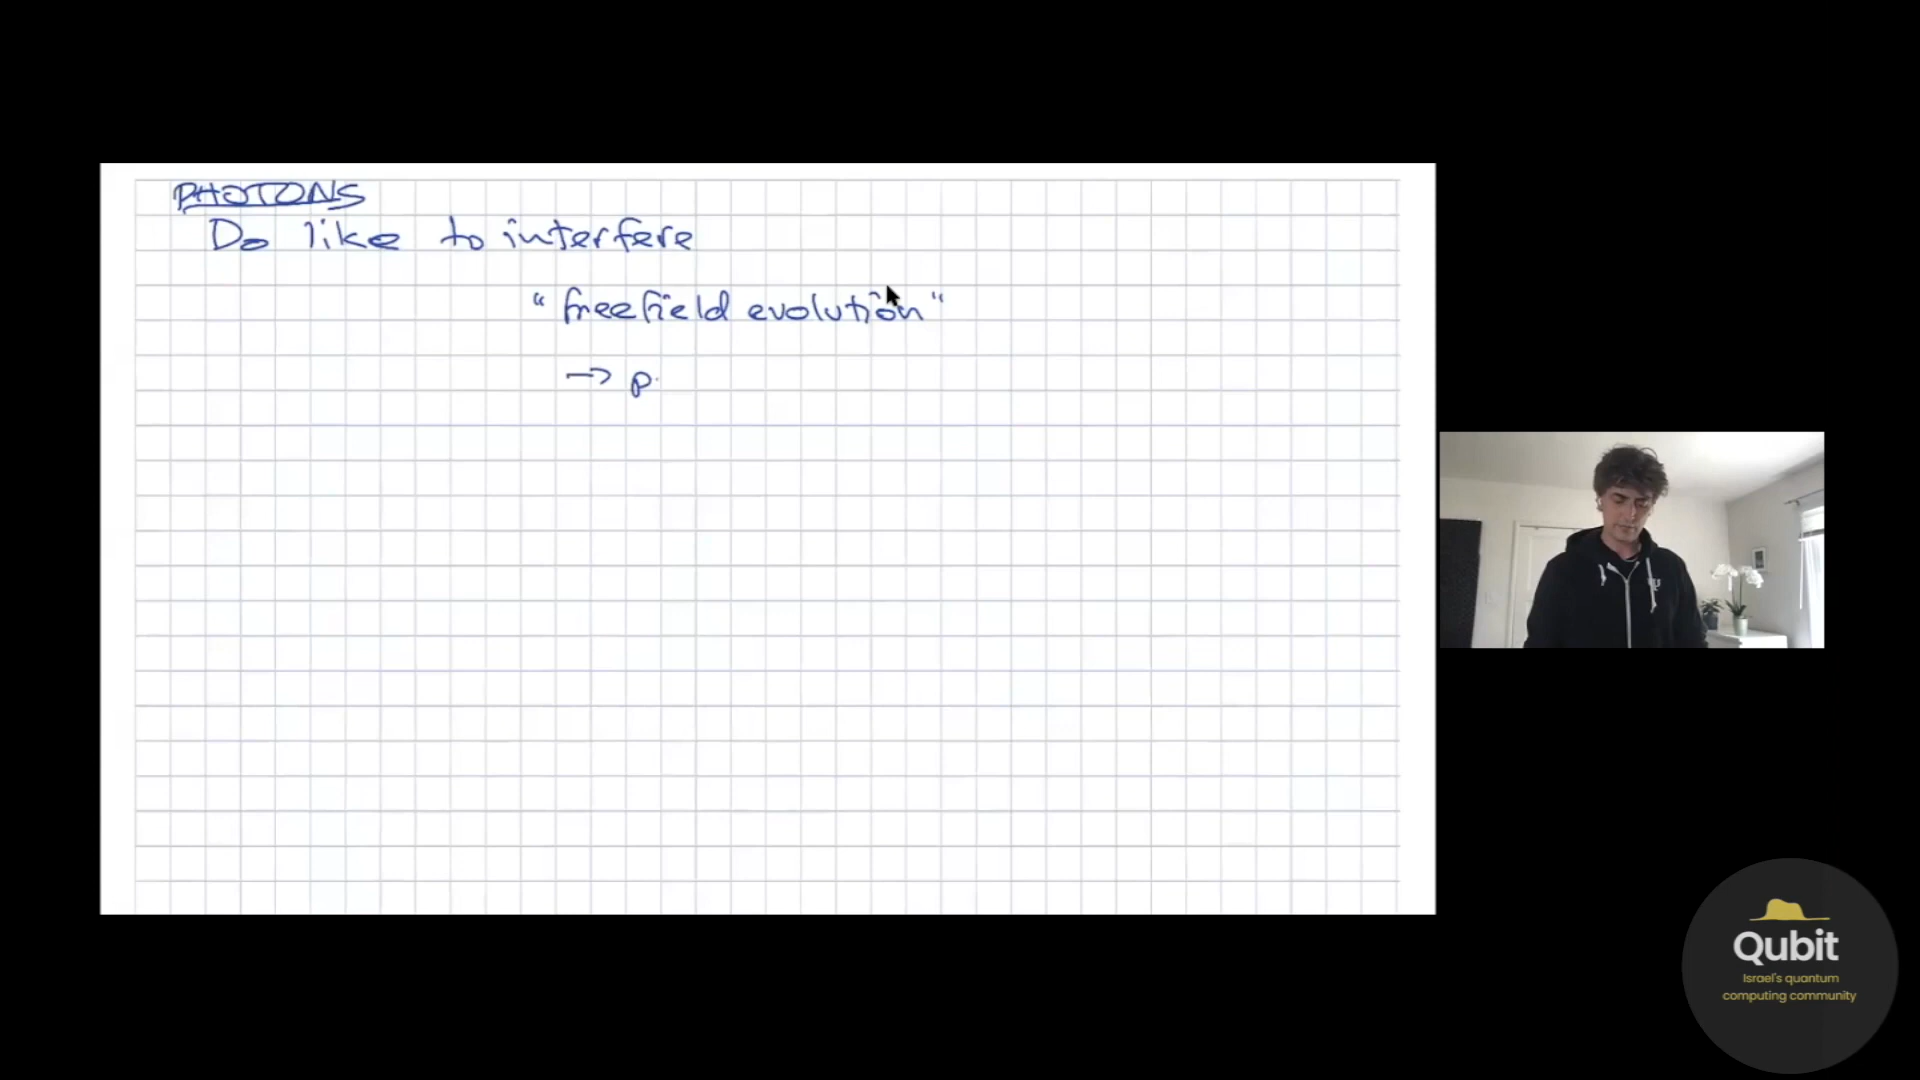 PHOTONS
Do like to interfere
"freefield evolution"
→ p
Qubit
Israel's quantum
computing community